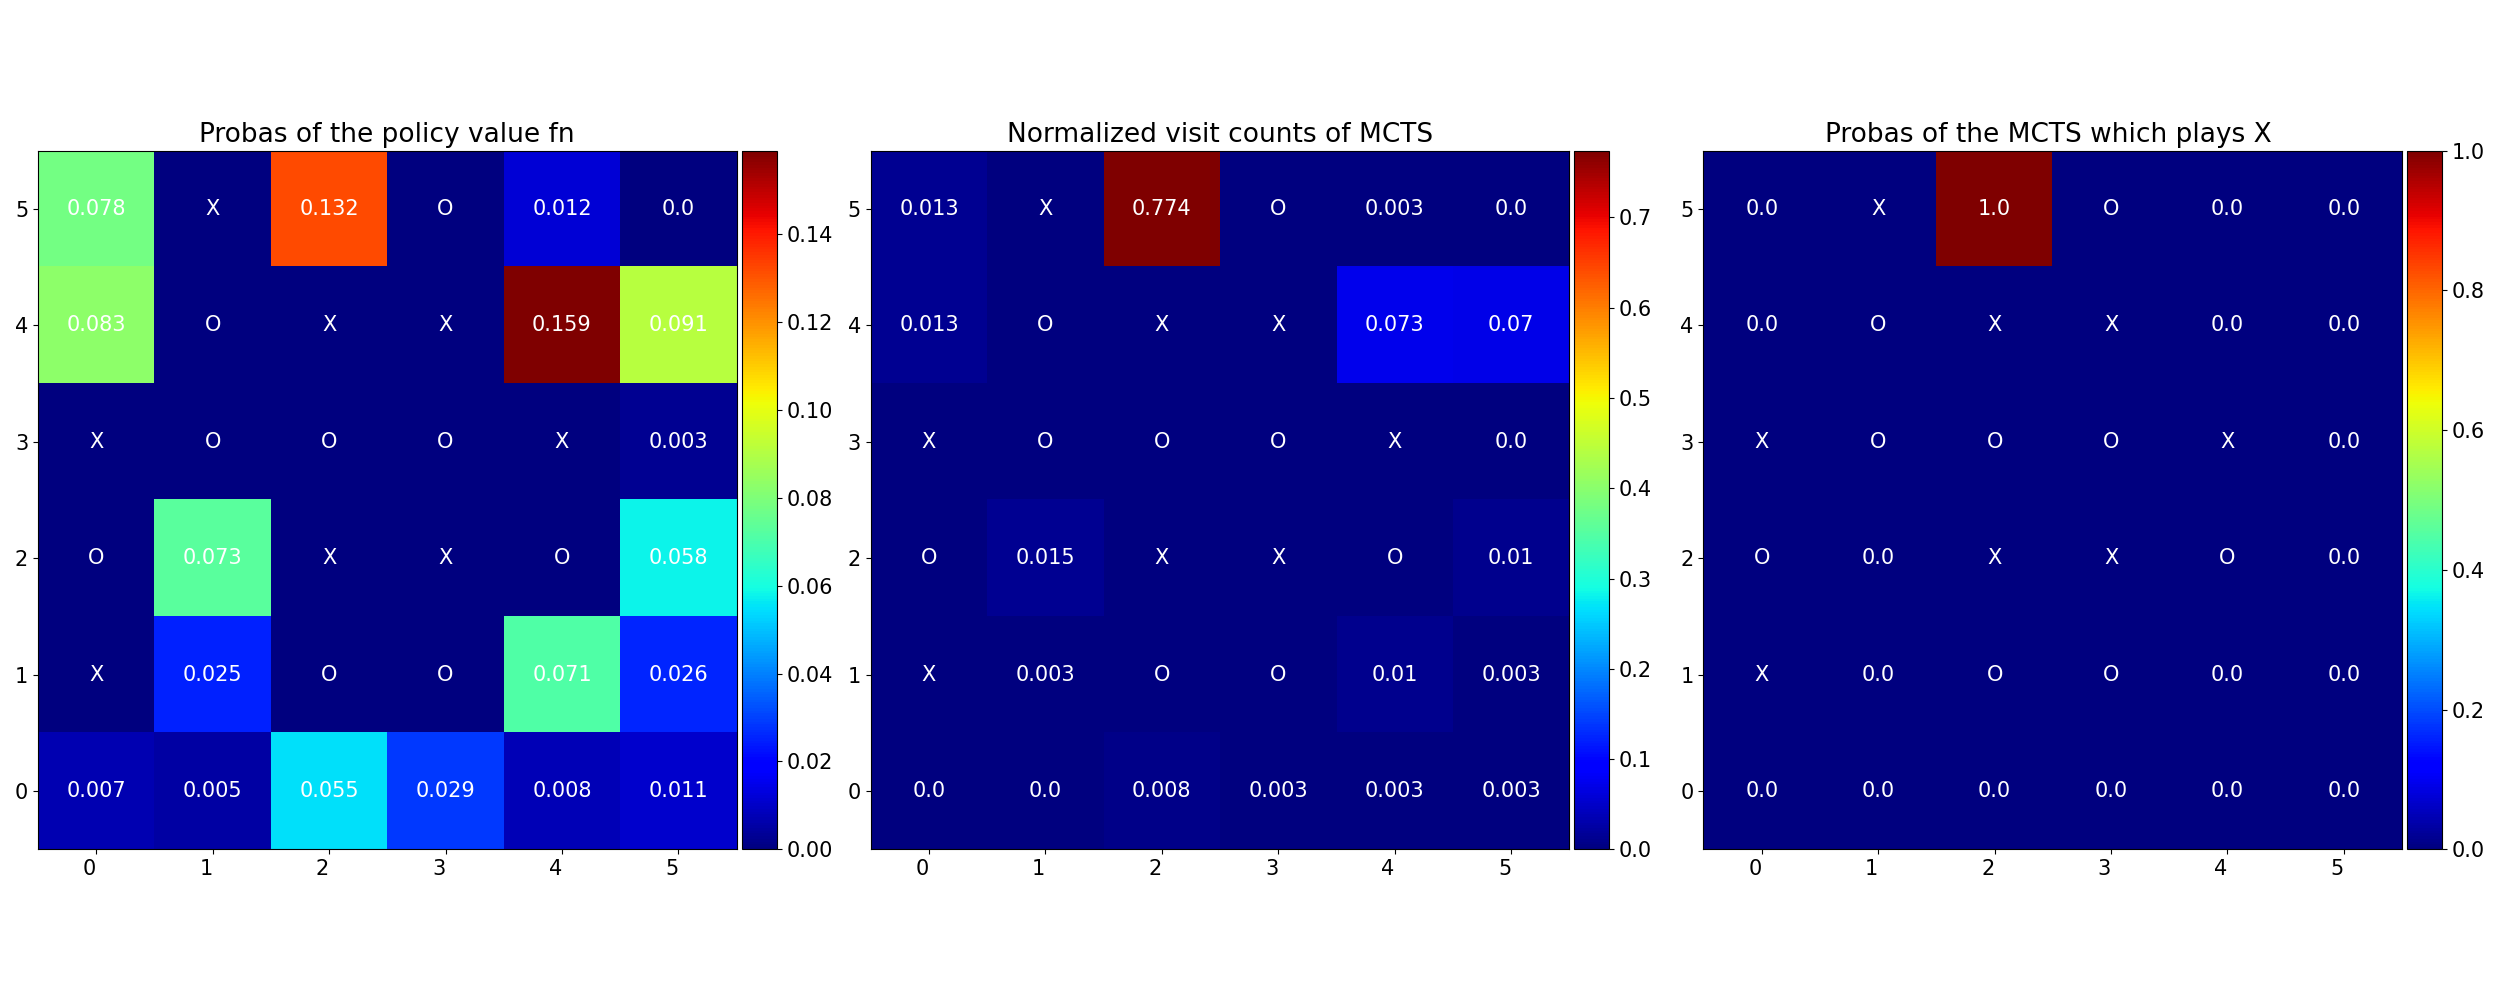 Probas of the policy value fn
5 0.078 X 0.132 O 0.012 0.0
4 0.083 O X X 0.159 0.091
3 X O O O X 0.003
2 O 0.073 X X O 0.058
1 X 0.025 O O 0.071 0.026
0 0.007 0.005 0.055 0.029 0.008 0.011
0 1 2 3 4 5
0.14
0.12
0.10
0.08
0.06
0.04
0.02
0.00
Normalized visit counts of MCTS
5 0.013 X 0.774 O 0.003 0.0
4 0.013 O X X 0.073 0.07
3 X O O O X 0.0
2 O 0.015 X X O 0.01
1 X 0.003 O O 0.01 0.003
0 0.0 0.0 0.008 0.003 0.003 0.003
0 1 2 3 4 5
0.7
0.6
0.5
0.4
0.3
0.2
0.1
0.0
Probas of the MCTS which plays X
5 0.0 X 1.0 O 0.0 0.0
4 0.0 O X X 0.0 0.0
3 X O O O X 0.0
2 O 0.0 X X O 0.0
1 X 0.0 O O 0.0 0.0
0 0.0 0.0 0.0 0.0 0.0 0.0
0 1 2 3 4 5
1.0
0.8
0.6
0.4
0.2
0.0